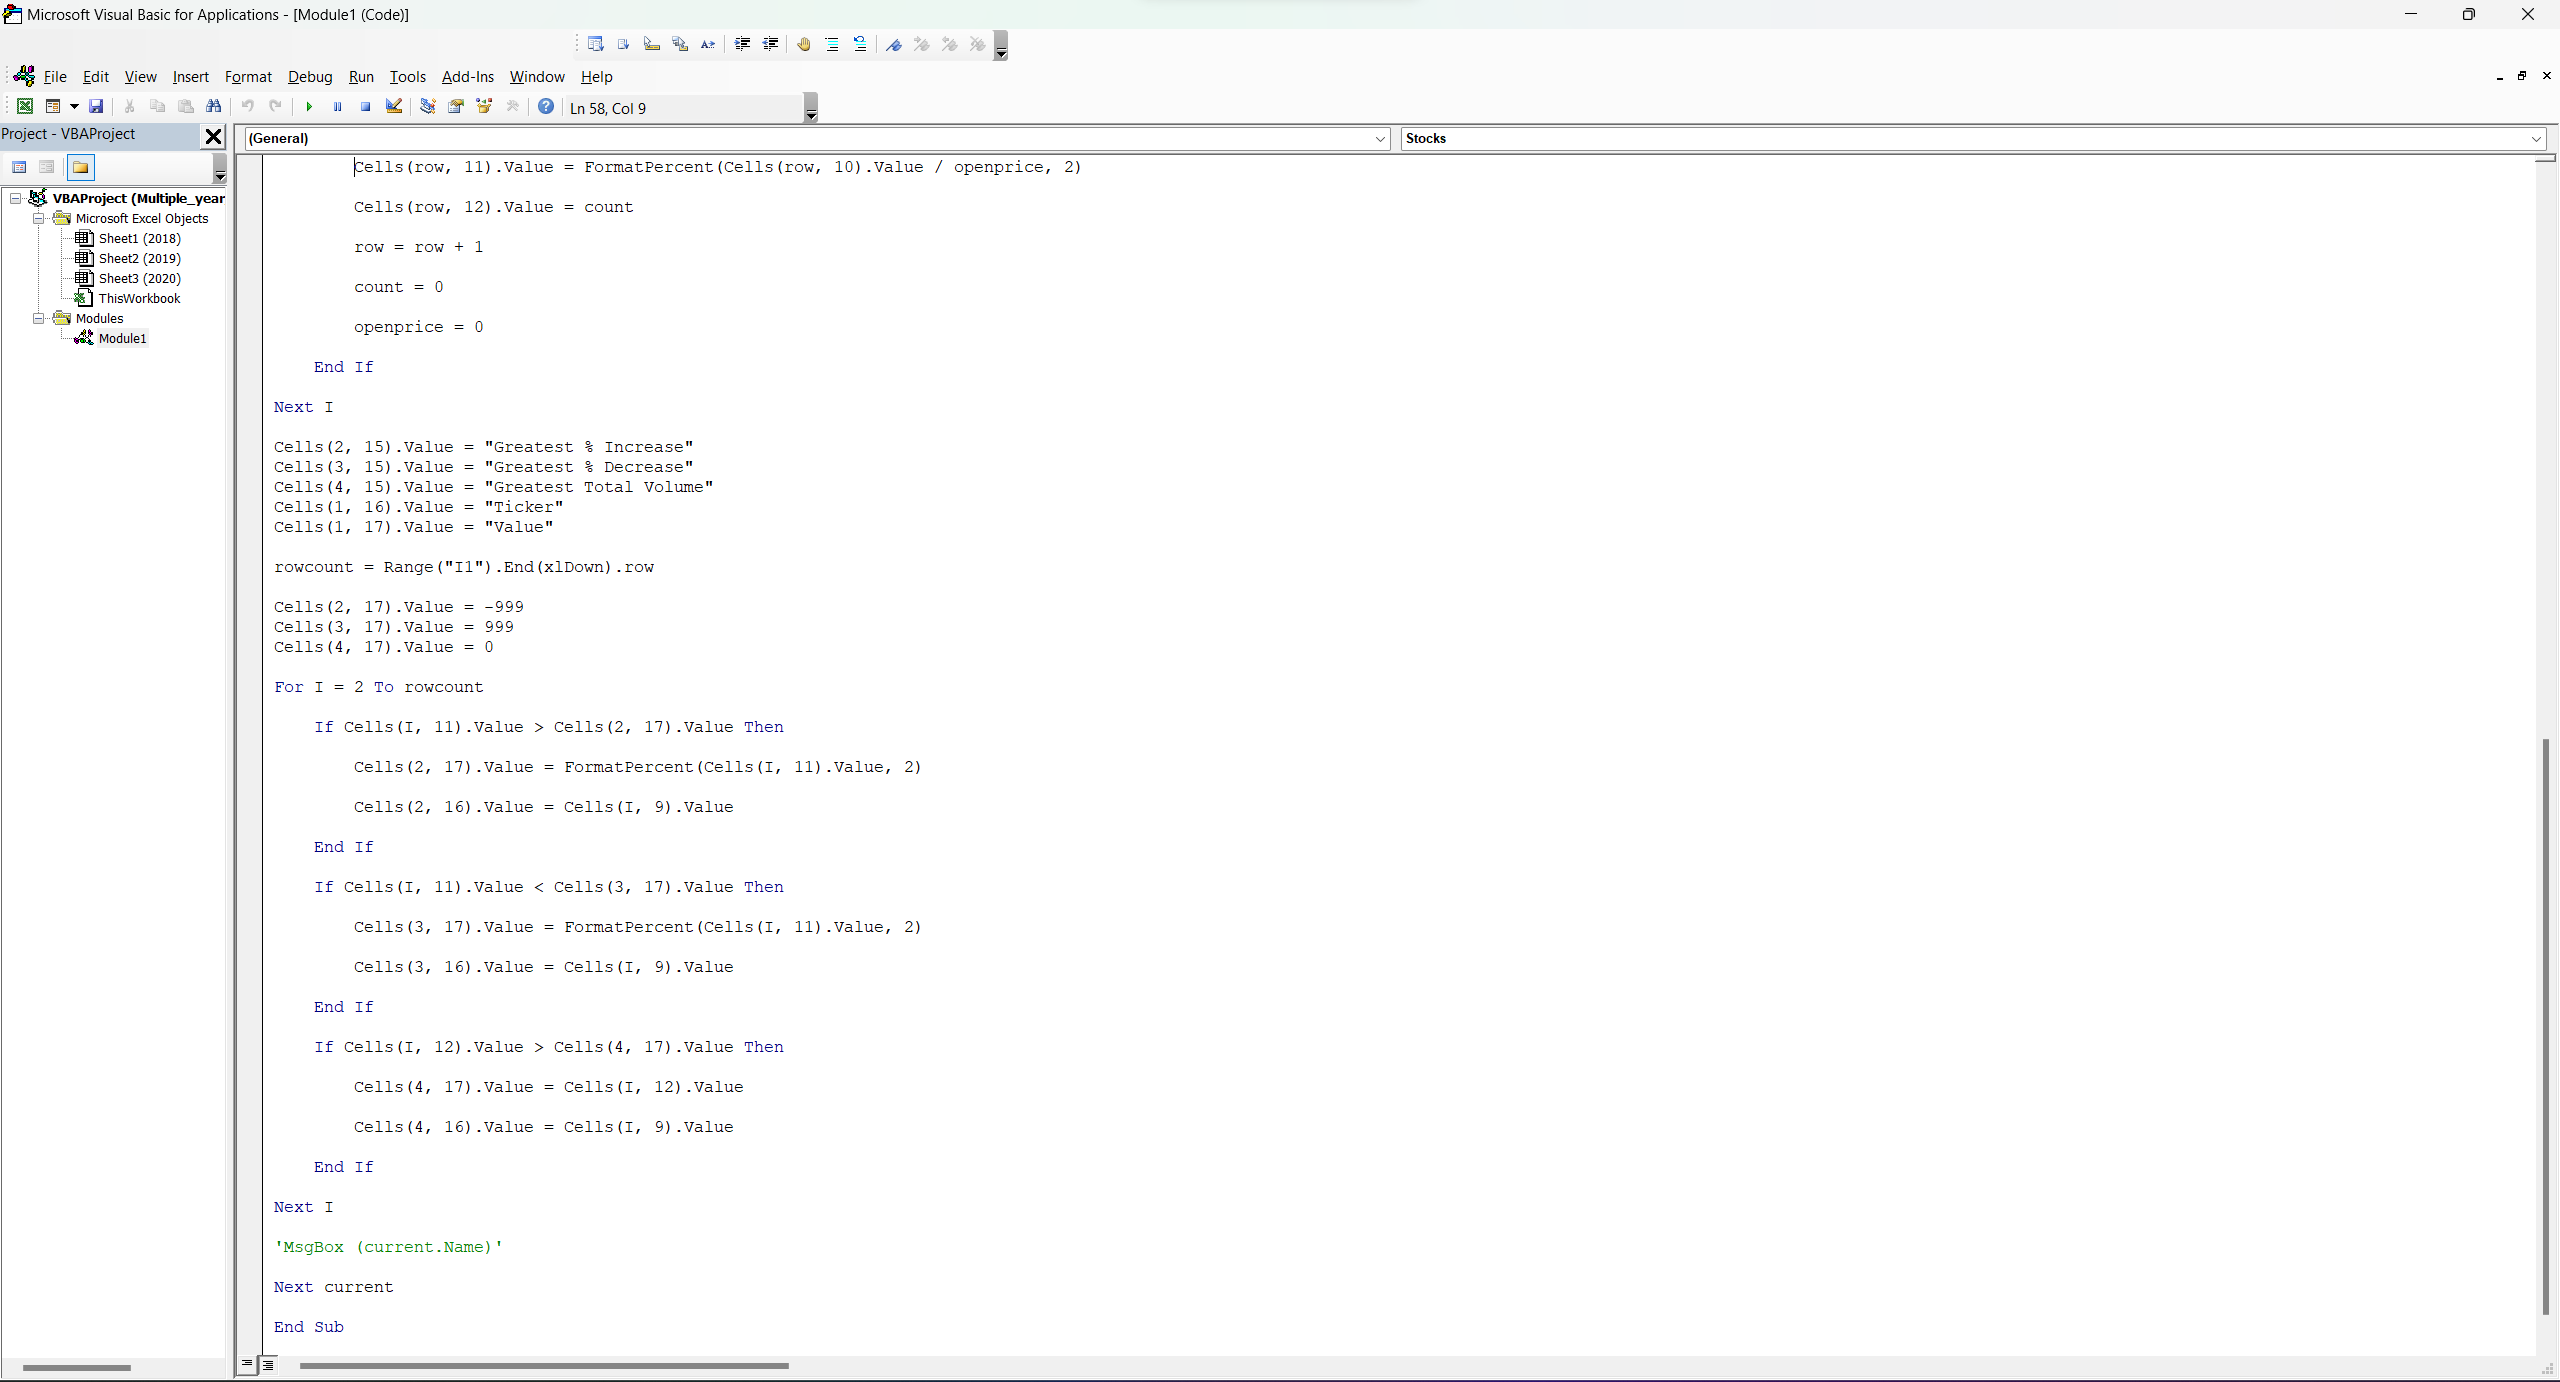 Microsoft Visual Basic for Applications - [Module1 (Code)]
File Edit View Insert Format Debug Run Tools Add-Ins Window Help
Ln 58, Col 9
Project - VBAProject
(General)
Stocks
VBAProject (Multiple_year
Microsoft Excel Objects
Sheet1 (2018)
Sheet2 (2019)
Sheet3 (2020)
ThisWorkbook
Modules
Module1
Cells(row, 11).Value = FormatPercent(Cells(row, 10).Value / openprice, 2)
Cells(row, 12).Value = count
row = row + 1
count = 0
openprice = 0
End If
Next I
Cells(2, 15).Value = "Greatest % Increase"
Cells(3, 15).Value = "Greatest % Decrease"
Cells(4, 15).Value = "Greatest Total Volume"
Cells(1, 16).Value = "Ticker"
Cells(1, 17).Value = "Value"
rowcount = Range("I1").End(xlDown).row
Cells(2, 17).Value = -999
Cells(3, 17).Value = 999
Cells(4, 17).Value = 0
For I = 2 To rowcount
If Cells(I, 11).Value > Cells(2, 17).Value Then
Cells(2, 17).Value = FormatPercent(Cells(I, 11).Value, 2)
Cells(2, 16).Value = Cells(I, 9).Value
End If
If Cells(I, 11).Value < Cells(3, 17).Value Then
Cells(3, 17).Value = FormatPercent(Cells(I, 11).Value, 2)
Cells(3, 16).Value = Cells(I, 9).Value
End If
If Cells(I, 12).Value > Cells(4, 17).Value Then
Cells(4, 17).Value = Cells(I, 12).Value
Cells(4, 16).Value = Cells(I, 9).Value
End If
Next I
'MsgBox (current.Name)'
Next current
End Sub